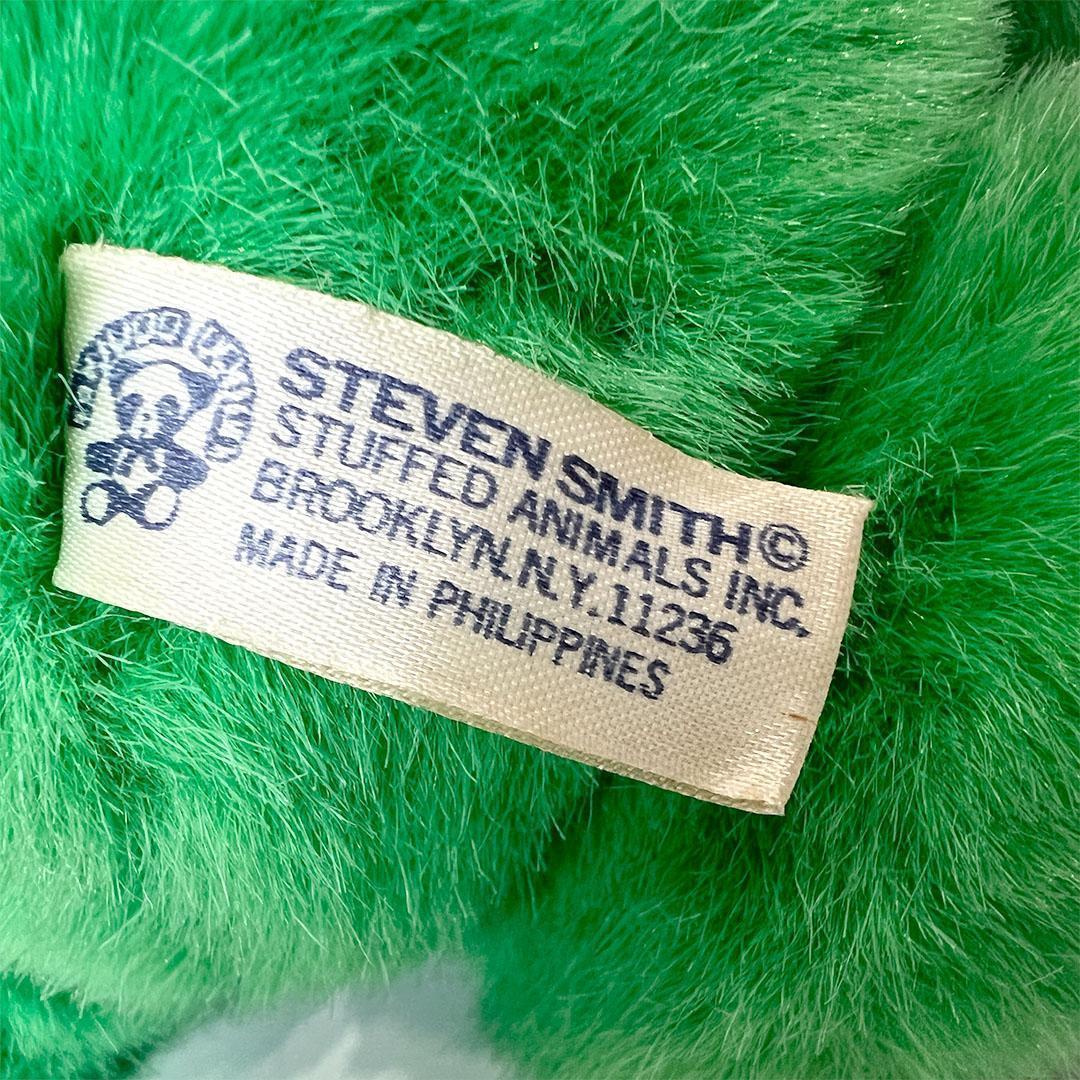 STEVEN SMITH©
STUFFED ANIMALS INC.
BROOKLYN.N.Y.11236
MADE IN PHILIPPINES